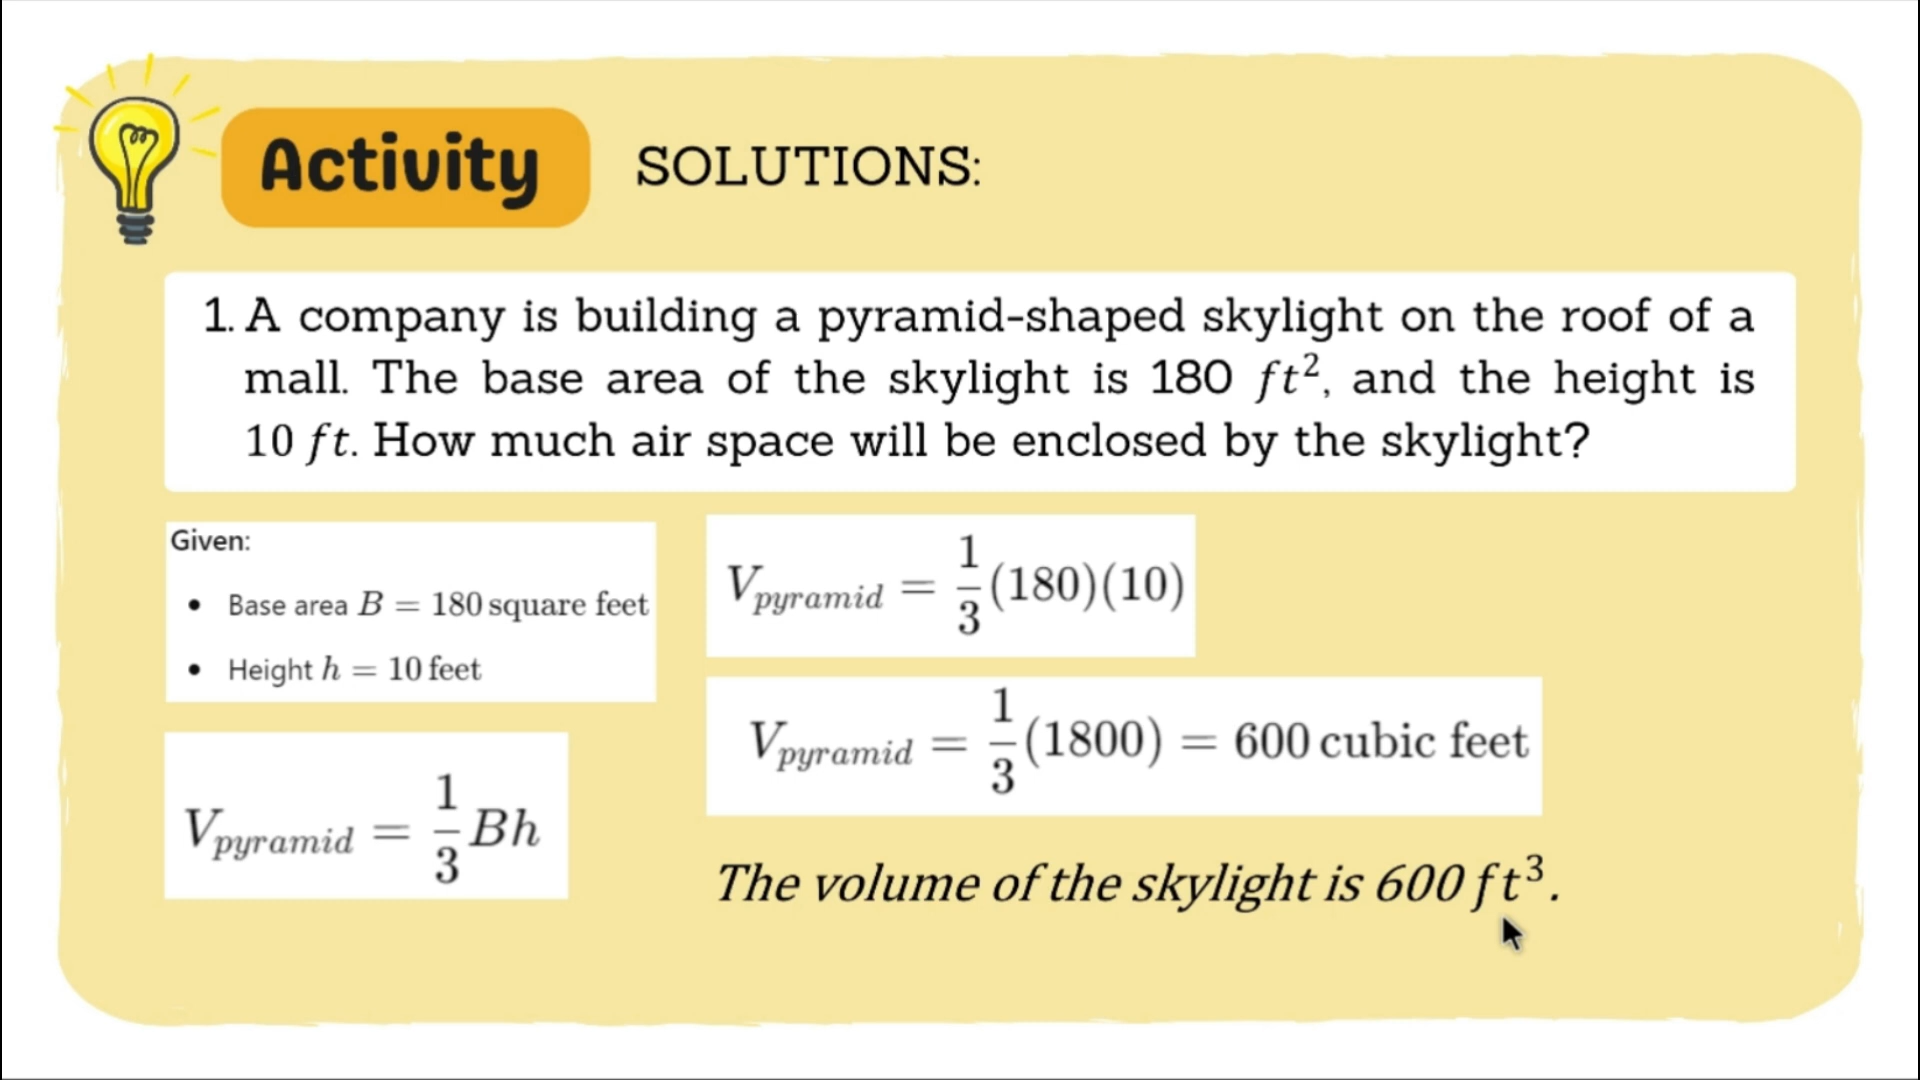 Activity
SOLUTIONS:
1. A company is building a pyramid-shaped skylight on the roof of a
mall. The base area of the skylight is 180 ft², and the height is
10 ft. How much air space will be enclosed by the skylight?
Given:
• Base area B = 180 square feet
• Height h = 10 feet
V_pyramid = 1/3 Bh
V_pyramid = 1/3 (180)(10)
V_pyramid = 1/3 (1800) = 600 cubic feet
The volume of the skylight is 600 ft³.